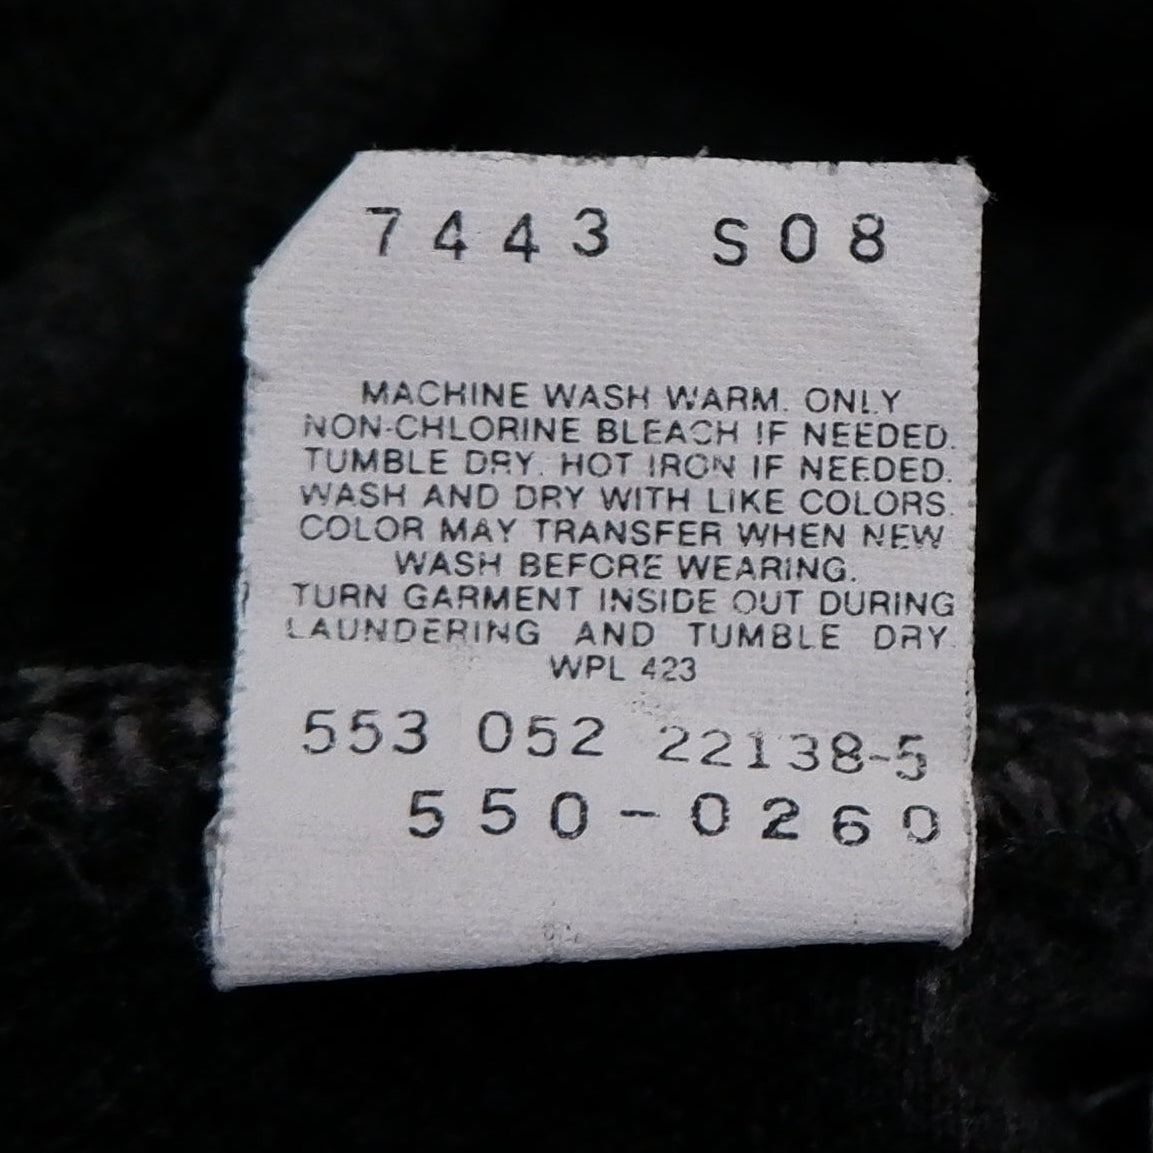 7443 S08
MACHINE WASH WARM. ONLY
NON-CHLORINE BLEACH IF NEEDED.
TUMBLE DRY. HOT IRON IF NEEDED.
WASH AND DRY WITH LIKE COLORS.
COLOR MAY TRANSFER WHEN NEW
WASH BEFORE WEARING.
TURN GARMENT INSIDE OUT DURING
LAUNDERING AND TUMBLE DRY.
WPL 423
553 052 22138-5
550-0260